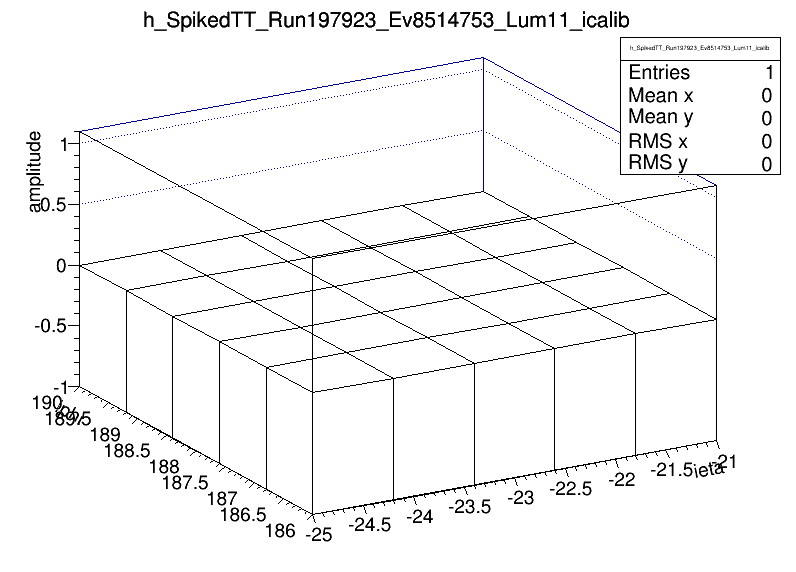 h_SpikedTT_Run197923_Ev8514753_Lum11_icalib
h_SpikedTT_Run197923_Ev8514753_Lum11_icalib
Entries 1
Mean x 0
Mean y 0
RMS x 0
RMS y 0
amplitude
1
0.5
0
-0.5
-1
190
189.5
189
188.5
188
187.5
187
186.5
186
iphi
-25
-24.5
-24
-23.5
-23
-22.5
-22
-21.5
-21
ieta